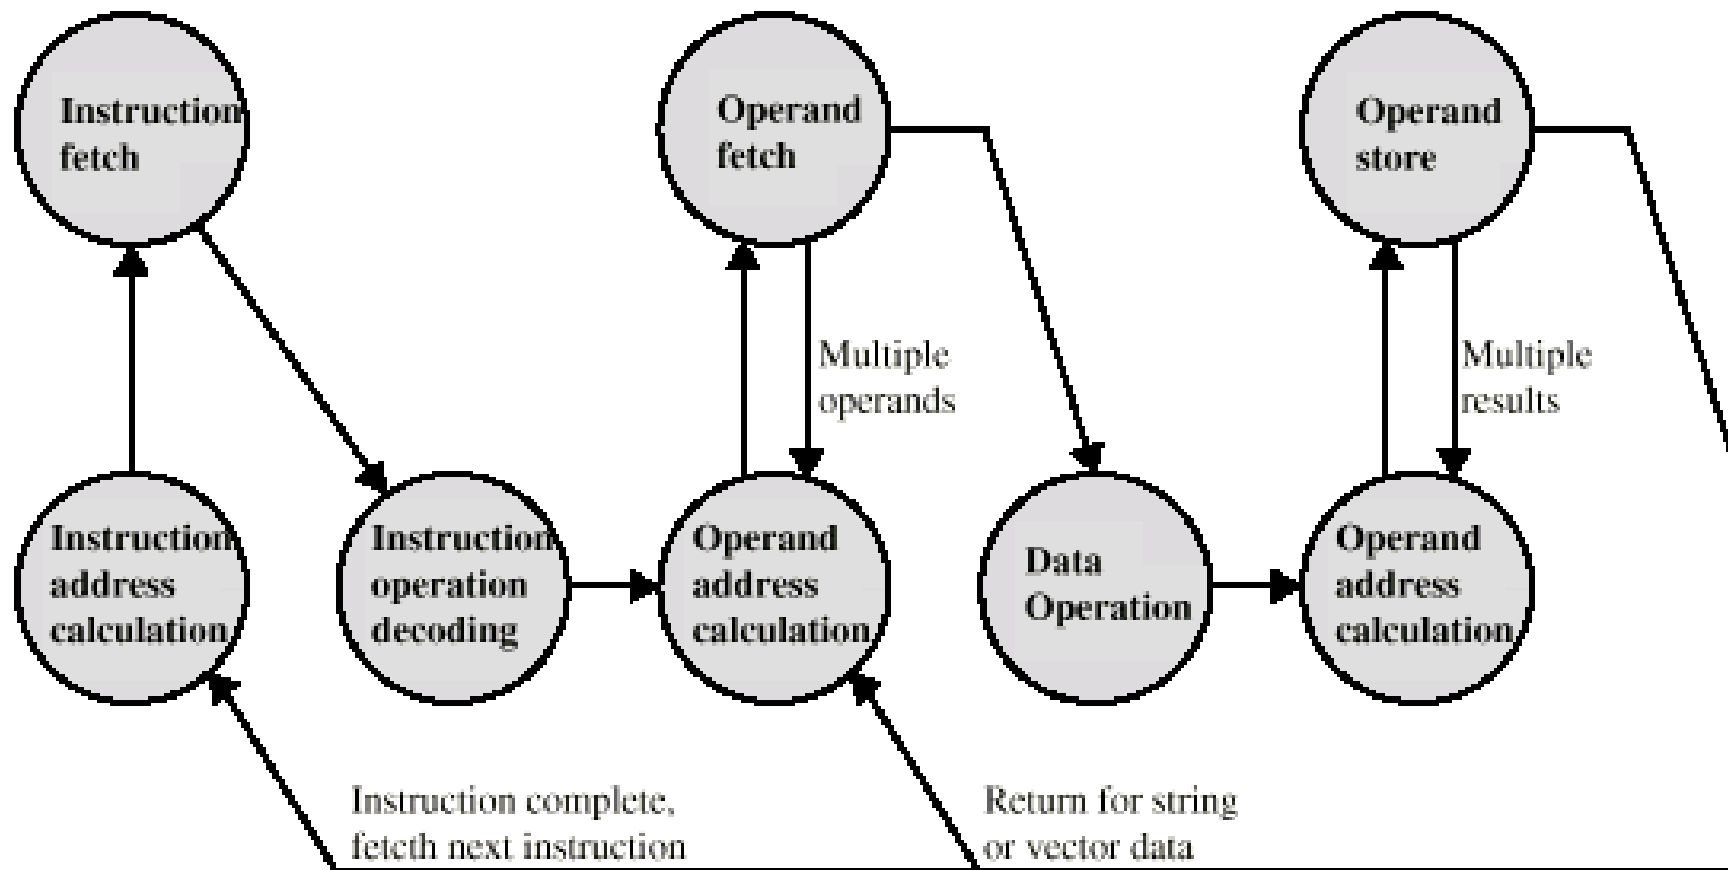 Instruction
fetch
Operand
fetch
Operand
store
Multiple
operands
Multiple
results
Instruction
address
calculation
Instruction
operation
decoding
Operand
address
calculation
Data
Operation
Operand
address
calculation
Instruction complete,
fetcth next instruction
Return for string
or vector data